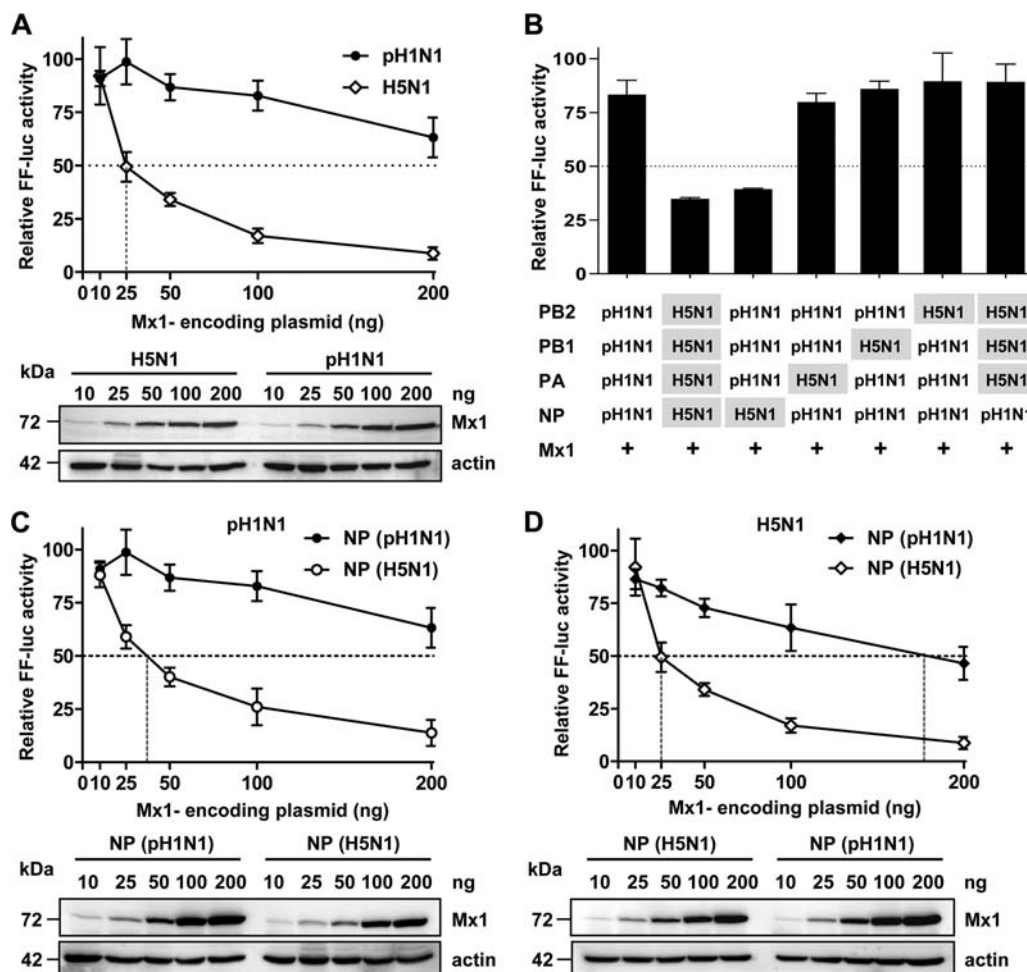 A
Relative FF-luc activity
100
75
50
25
0
pH1N1
H5N1
0 10 25 50 100 200
Mx1- encoding plasmid (ng)
H5N1 pH1N1
kDa 10 25 50 100 200 10 25 50 100 200 ng
72 Mx1
42 actin
B
Relative FF-luc activity
100
75
50
25
0
PB2 pH1N1 H5N1 pH1N1 pH1N1 pH1N1 H5N1 H5N1
PB1 pH1N1 H5N1 pH1N1 pH1N1 H5N1 pH1N1 H5N1
PA pH1N1 H5N1 pH1N1 H5N1 pH1N1 pH1N1 H5N1
NP pH1N1 H5N1 H5N1 pH1N1 pH1N1 pH1N1 pH1N1
Mx1 + + + + + + +
C
pH1N1
Relative FF-luc activity
100
75
50
25
0
NP (pH1N1)
NP (H5N1)
0 10 25 50 100 200
Mx1- encoding plasmid (ng)
NP (pH1N1) NP (H5N1)
kDa 10 25 50 100 200 10 25 50 100 200 ng
72 Mx1
42 actin
D
H5N1
Relative FF-luc activity
100
75
50
25
0
NP (pH1N1)
NP (H5N1)
0 10 25 50 100 200
Mx1- encoding plasmid (ng)
NP (H5N1) NP (pH1N1)
kDa 10 25 50 100 200 10 25 50 100 200 ng
72 Mx1
42 actin